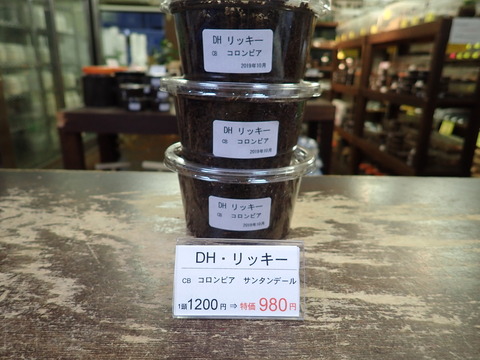 DH リッキー
CB コロンビア
2019年10月
DH リッキー
CB コロンビア
2019年10月
DH リッキー
CB コロンビア
2019年10月
DH・リッキー
CB コロンビア サンタンデール
1頭1200円 ⇒ 特価 980円